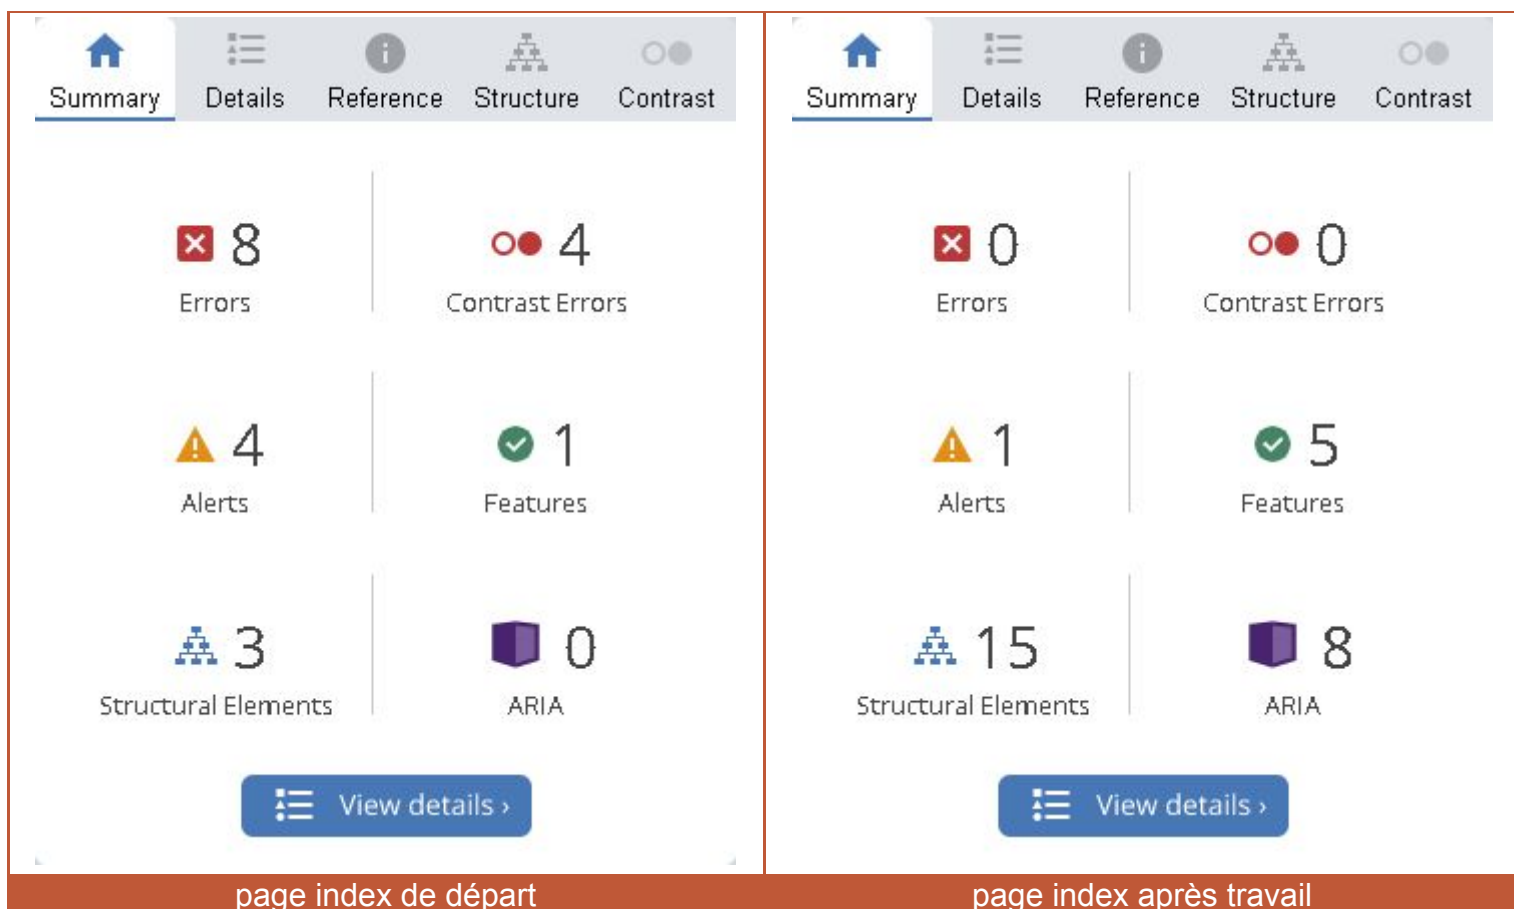 Summary Details Reference Structure Contrast
8 4
Errors Contrast Errors
4 1
Alerts Features
3 0
Structural Elements ARIA
View details ›
page index de départ
Summary Details Reference Structure Contrast
0 0
Errors Contrast Errors
1 5
Alerts Features
15 8
Structural Elements ARIA
View details ›
page index après travail